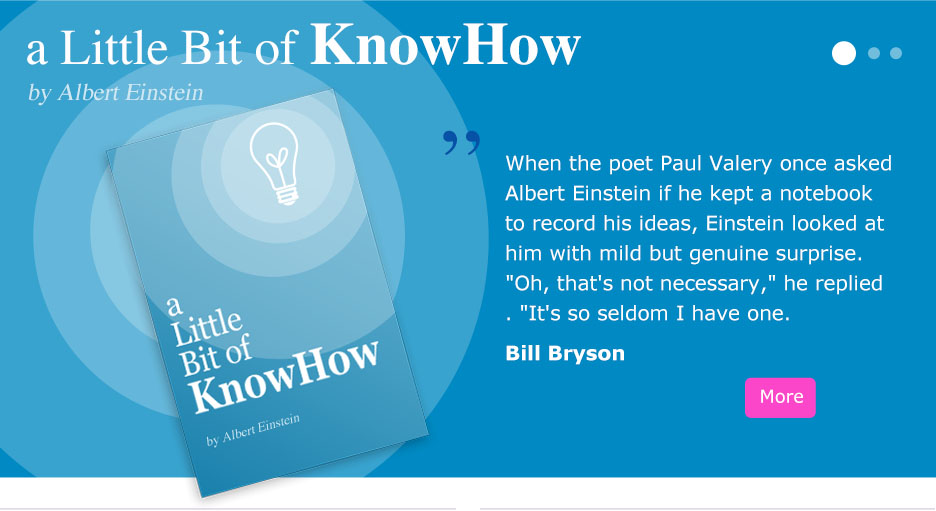 a Little Bit of KnowHow
by Albert Einstein
”
When the poet Paul Valery once asked
Albert Einstein if he kept a notebook
to record his ideas, Einstein looked at
him with mild but genuine surprise.
"Oh, that's not necessary," he replied
. "It's so seldom I have one.
Bill Bryson
More
a
Little
Bit of
KnowHow
by Albert Einstein